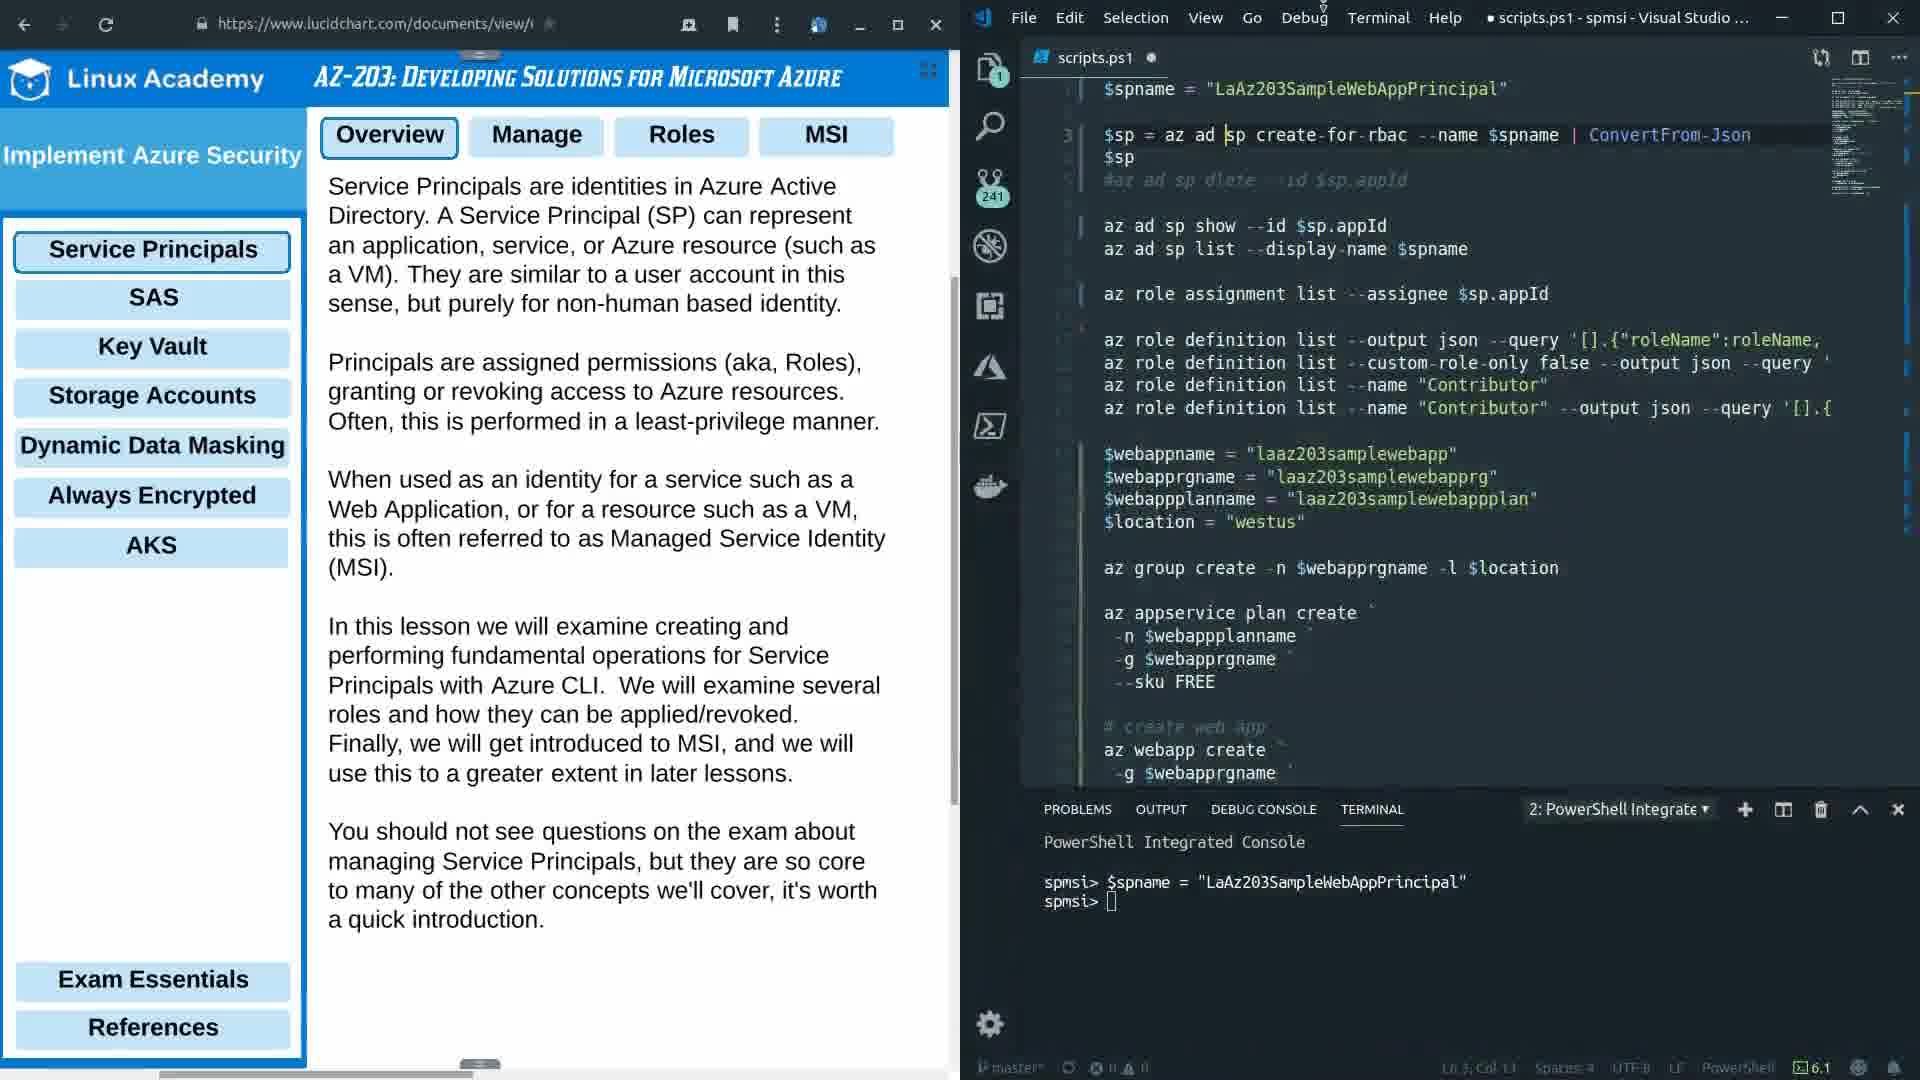 https://www.lucidchart.com/documents/view/
Linux Academy
AZ-203: Developing Solutions for Microsoft Azure
Implement Azure Security
Service Principals
SAS
Key Vault
Storage Accounts
Dynamic Data Masking
Always Encrypted
AKS
Exam Essentials
References
Overview
Manage
Roles
MSI
Service Principals are identities in Azure Active
Directory. A Service Principal (SP) can represent
an application, service, or Azure resource (such as
a VM). They are similar to a user account in this
sense, but purely for non-human based identity.
Principals are assigned permissions (aka, Roles),
granting or revoking access to Azure resources.
Often, this is performed in a least-privilege manner.
When used as an identity for a service such as a
Web Application, or for a resource such as a VM,
this is often referred to as Managed Service Identity
(MSI).
In this lesson we will examine creating and
performing fundamental operations for Service
Principals with Azure CLI.  We will examine several
roles and how they can be applied/revoked.
Finally, we will get introduced to MSI, and we will
use this to a greater extent in later lessons.
You should not see questions on the exam about
managing Service Principals, but they are so core
to many of the other concepts we'll cover, it's worth
a quick introduction.
File Edit Selection View Go Debug Terminal Help ● scripts.ps1 - spmsi - Visual Studio ...
scripts.ps1
1
241
$spname = "LaAz203SampleWebAppPrincipal"
3 $sp = az ad sp create-for-rbac --name $spname | ConvertFrom-Json
$sp
#az ad sp dlete --id $sp.appId
az ad sp show --id $sp.appId
az ad sp list --display-name $spname
az role assignment list --assignee $sp.appId
az role definition list --output json --query '[].{"roleName":roleName,
az role definition list --custom-role-only false --output json --query '
az role definition list --name "Contributor"
az role definition list --name "Contributor" --output json --query '[].{
$webappname = "laaz203samplewebapp"
$webapprgname = "laaz203samplewebapprg"
$webappplanname = "laaz203samplewebappplan"
$location = "westus"
az group create -n $webapprgname -l $location
az appservice plan create `
-n $webappplanname `
-g $webapprgname `
--sku FREE
# create web app
az webapp create `
-g $webapprgname `
PROBLEMS OUTPUT DEBUG CONSOLE TERMINAL 2: PowerShell Integrate
PowerShell Integrated Console
spmsi> $spname = "LaAz203SampleWebAppPrincipal"
spmsi>
master* 0 0 Ln 3, Col 13 Spaces: 4 UTF-8 LF PowerShell 6.1